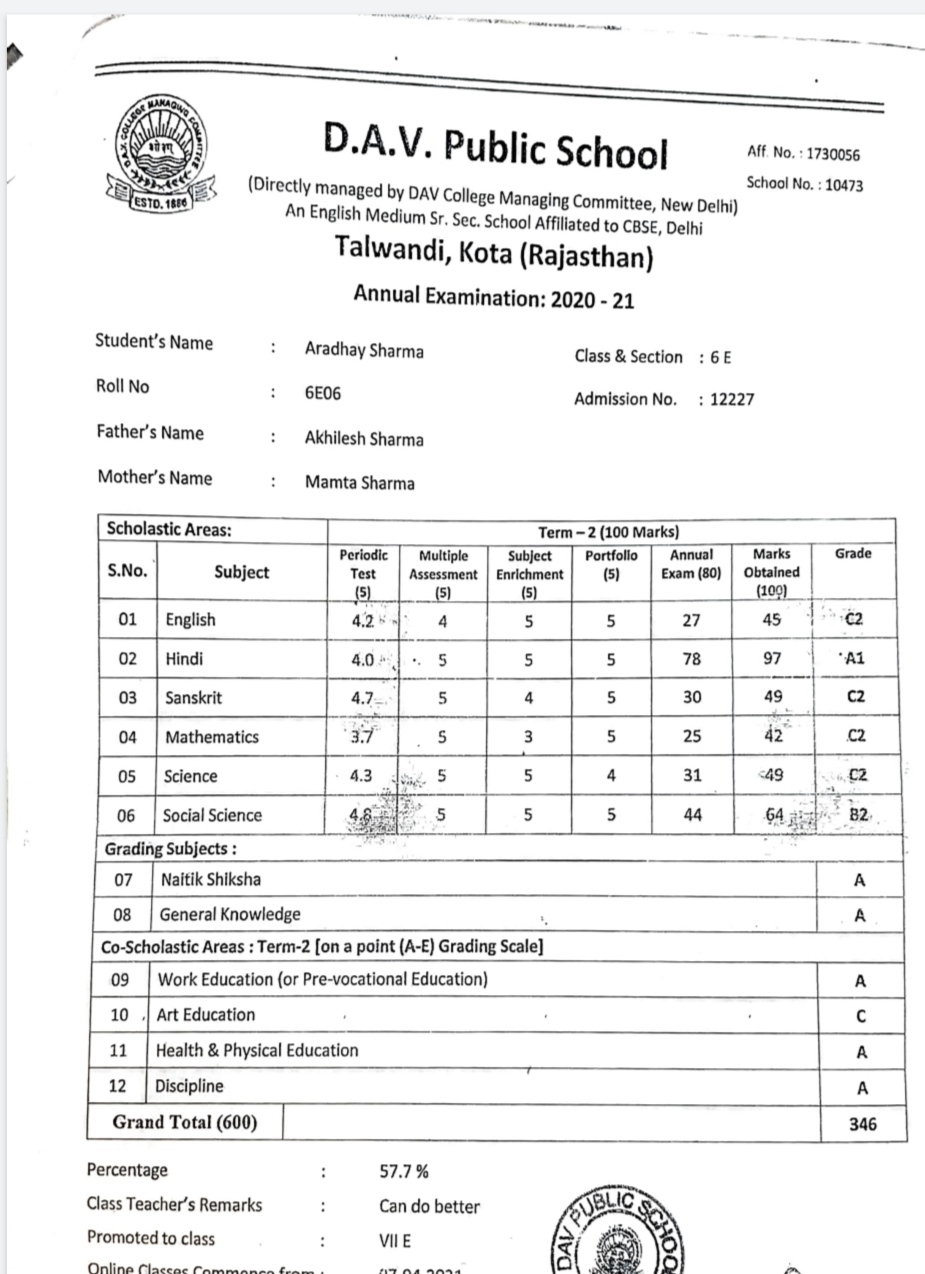 D.A.V. COLLEGE MANAGING COMMITTEE
ओ३म्
ESTD. 1886
D.A.V. Public School
Aff. No. : 1730056
School No. : 10473
(Directly managed by DAV College Managing Committee, New Delhi)
An English Medium Sr. Sec. School Affiliated to CBSE, Delhi
Talwandi, Kota (Rajasthan)
Annual Examination: 2020 - 21
Student's Name : Aradhay Sharma Class & Section : 6 E
Roll No : 6E06 Admission No. : 12227
Father's Name : Akhilesh Sharma
Mother's Name : Mamta Sharma
Scholastic Areas: Term – 2 (100 Marks)
S.No. Subject Periodic Test (5) Multiple Assessment (5) Subject Enrichment (5) Portfolio (5) Annual Exam (80) Marks Obtained (100) Grade
01 English 4.2 4 5 5 27 45 C2
02 Hindi 4.0 5 5 5 78 97 A1
03 Sanskrit 4.7 5 4 5 30 49 C2
04 Mathematics 3.7 5 3 5 25 42 C2
05 Science 4.3 5 5 4 31 49 C2
06 Social Science 4.8 5 5 5 44 64 B2
Grading Subjects :
07 Naitik Shiksha A
08 General Knowledge A
Co-Scholastic Areas : Term-2 [on a point (A-E) Grading Scale]
09 Work Education (or Pre-vocational Education) A
10 Art Education C
11 Health & Physical Education A
12 Discipline A
Grand Total (600) 346
Percentage : 57.7 %
Class Teacher's Remarks : Can do better
Promoted to class : VII E
Online Classes Commence from : 07.04.2021
DAV PUBLIC SCHOOL